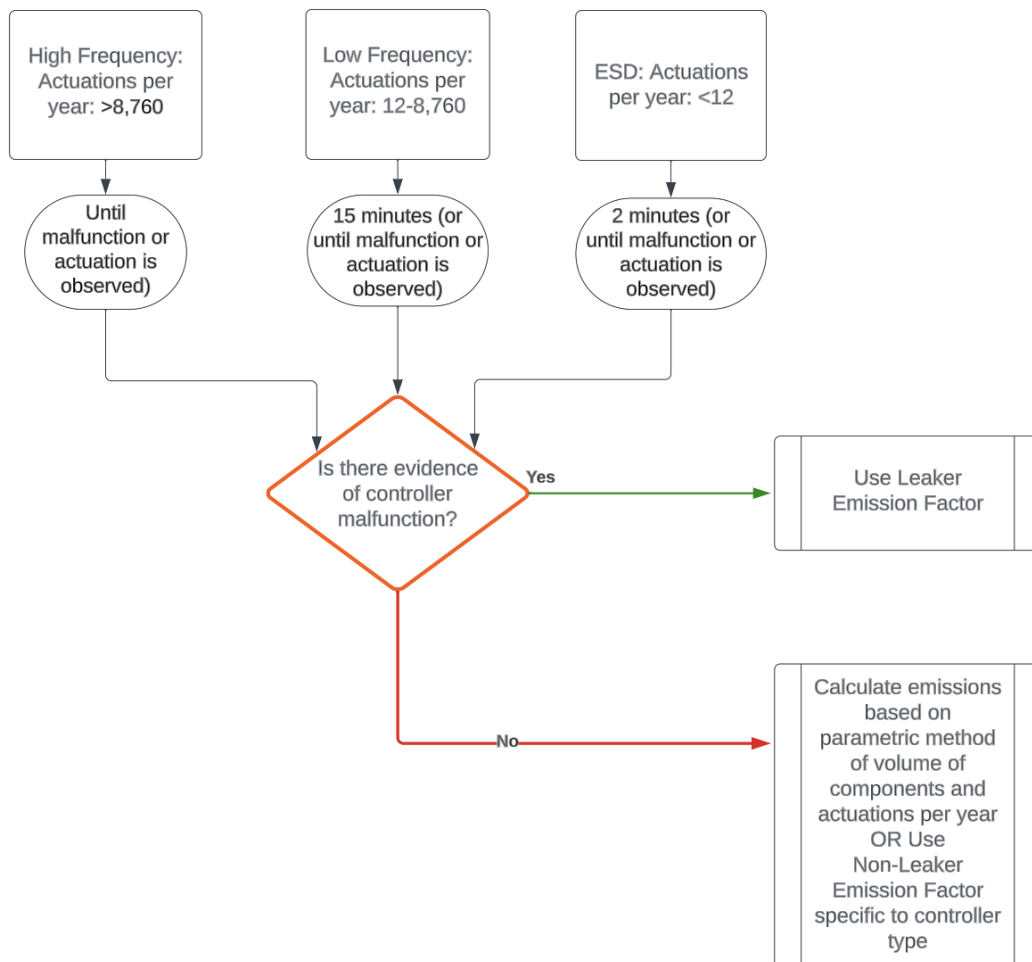 High Frequency:
Actuations per
year: >8,760
Low Frequency:
Actuations per
year: 12-8,760
ESD: Actuations
per year: <12
Until
malfunction or
actuation is
observed)
15 minutes (or
until malfunction or
actuation is
observed)
2 minutes (or
until malfunction or
actuation is
observed)
Is there evidence
of controller
malfunction?
Yes
Use Leaker
Emission Factor
No
Calculate emissions
based on
parametric method
of volume of
components and
actuations per year
OR Use
Non-Leaker
Emission Factor
specific to controller
type